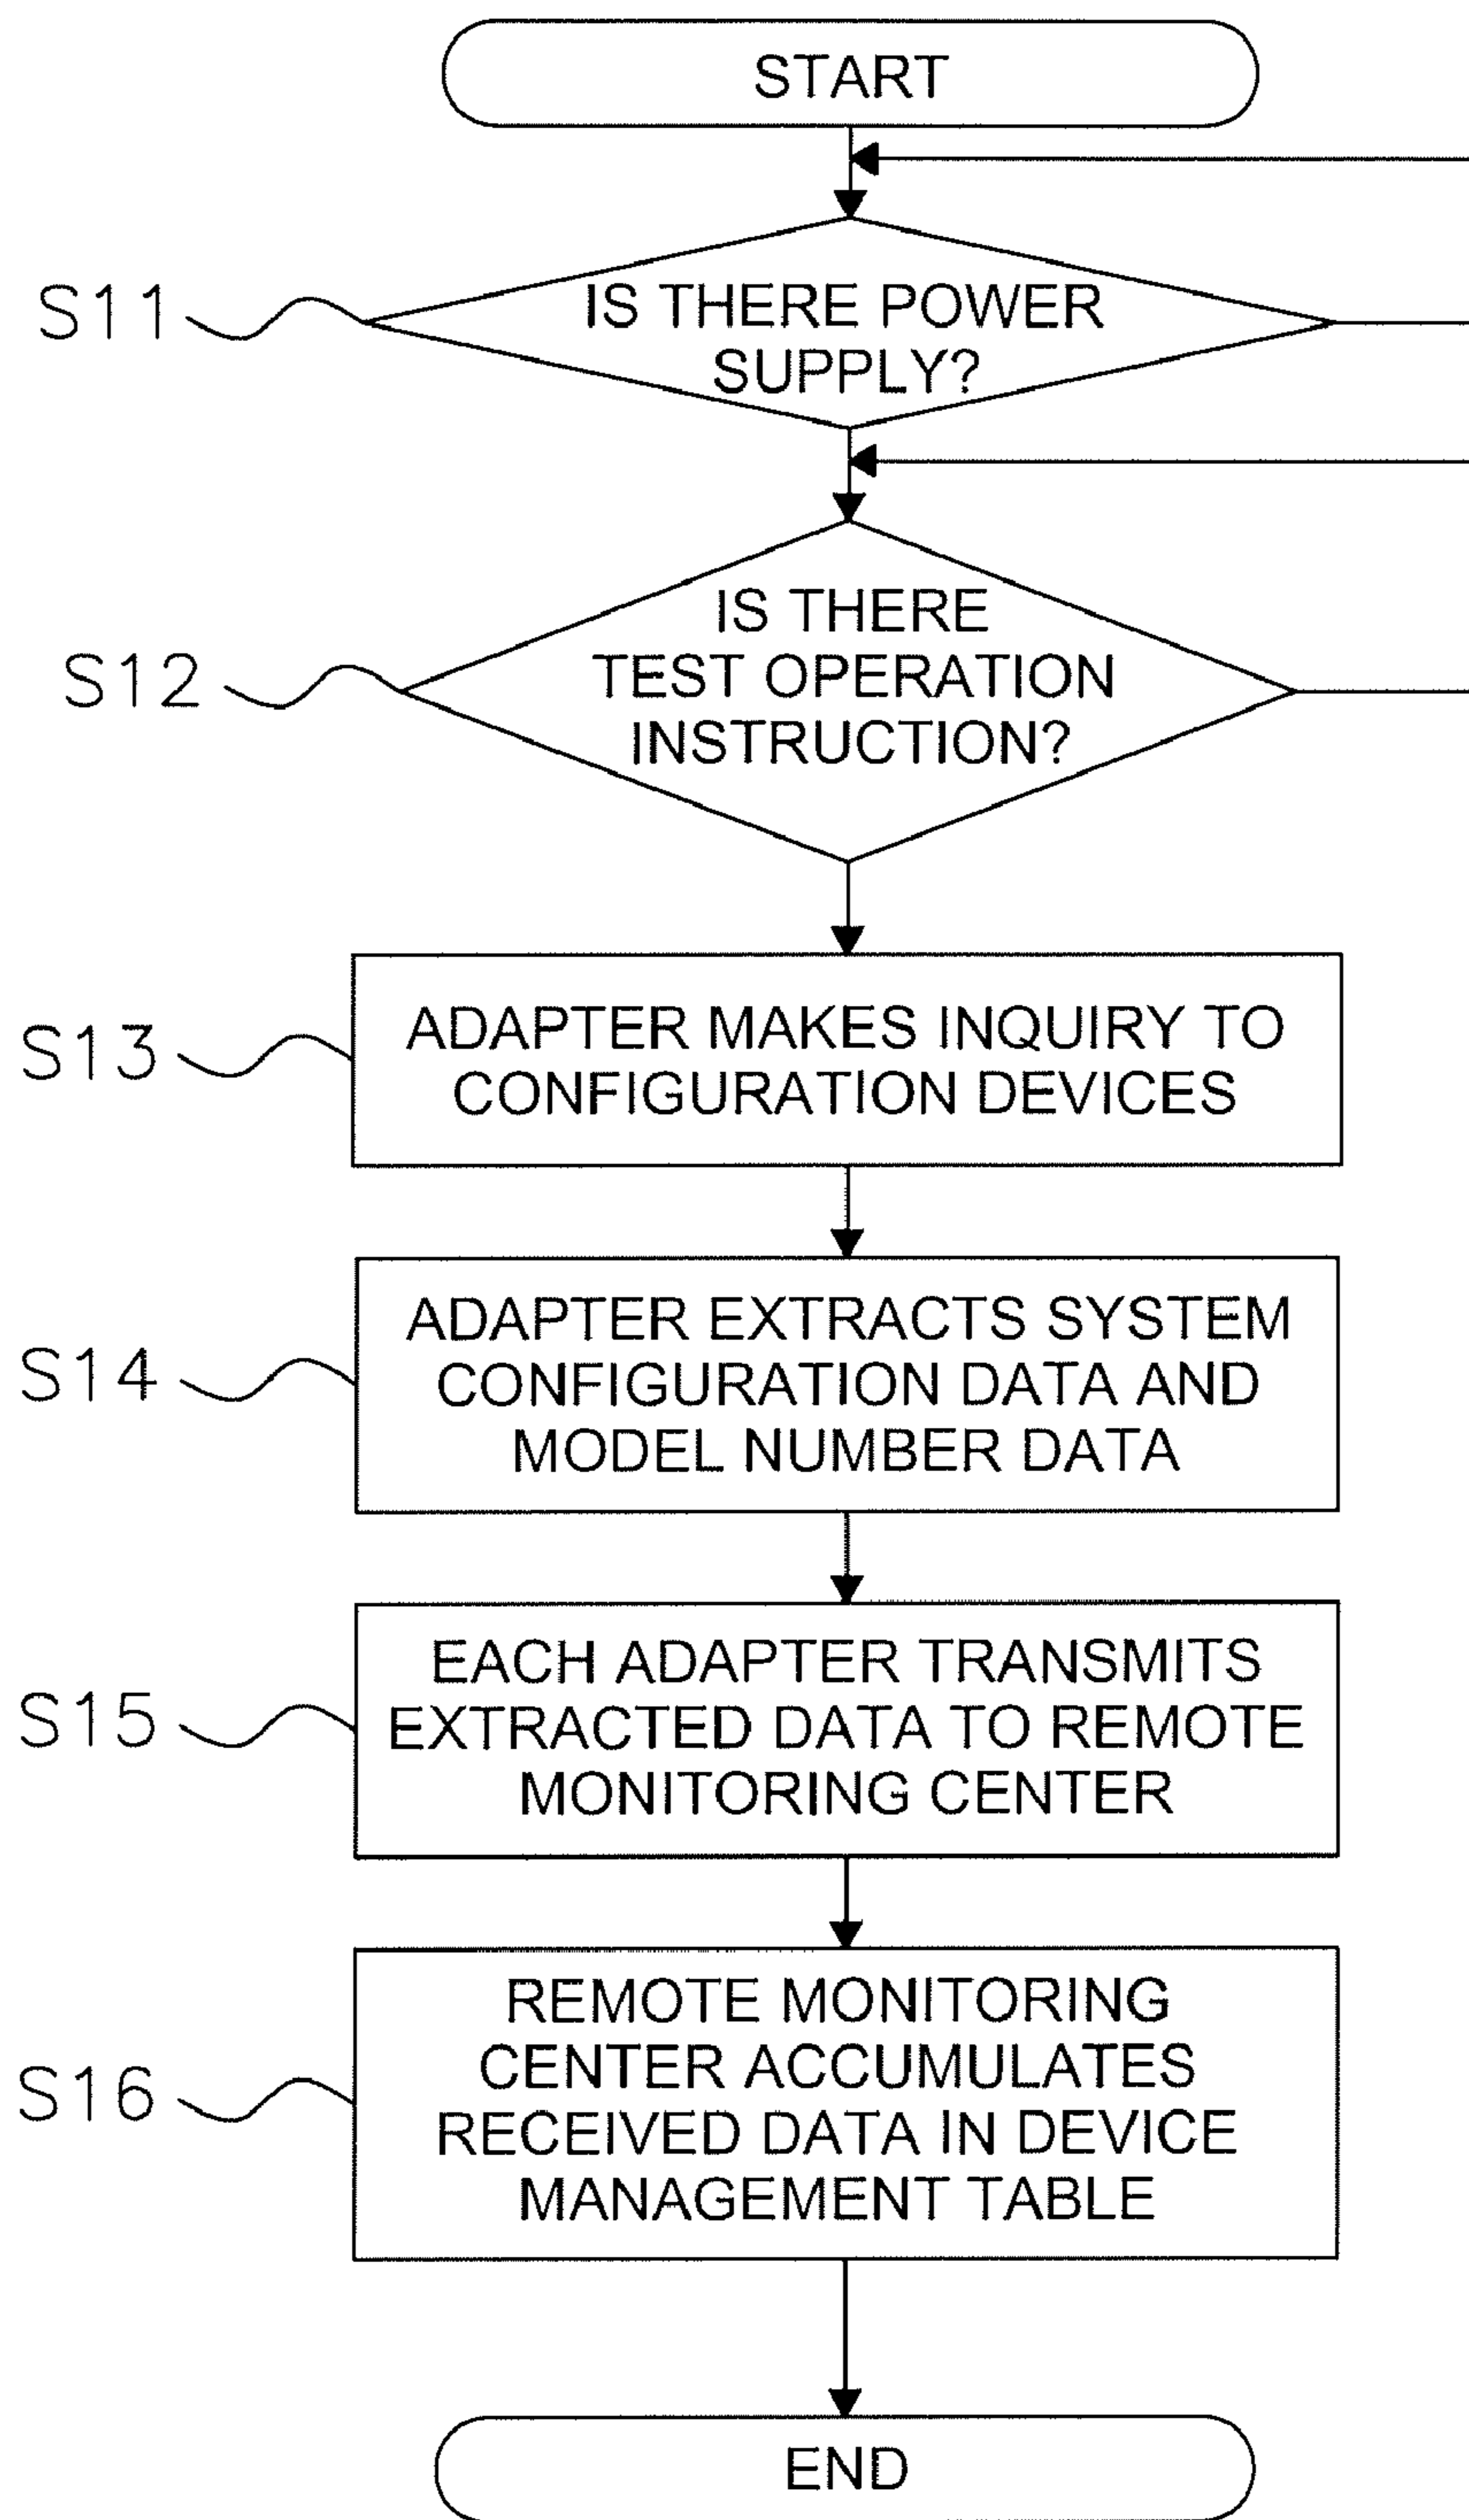 START
S11
IS THERE POWER
SUPPLY?
S12
IS THERE
TEST OPERATION
INSTRUCTION?
S13
ADAPTER MAKES INQUIRY TO
CONFIGURATION DEVICES
S14
ADAPTER EXTRACTS SYSTEM
CONFIGURATION DATA AND
MODEL NUMBER DATA
S15
EACH ADAPTER TRANSMITS
EXTRACTED DATA TO REMOTE
MONITORING CENTER
S16
REMOTE MONITORING
CENTER ACCUMULATES
RECEIVED DATA IN DEVICE
MANAGEMENT TABLE
END